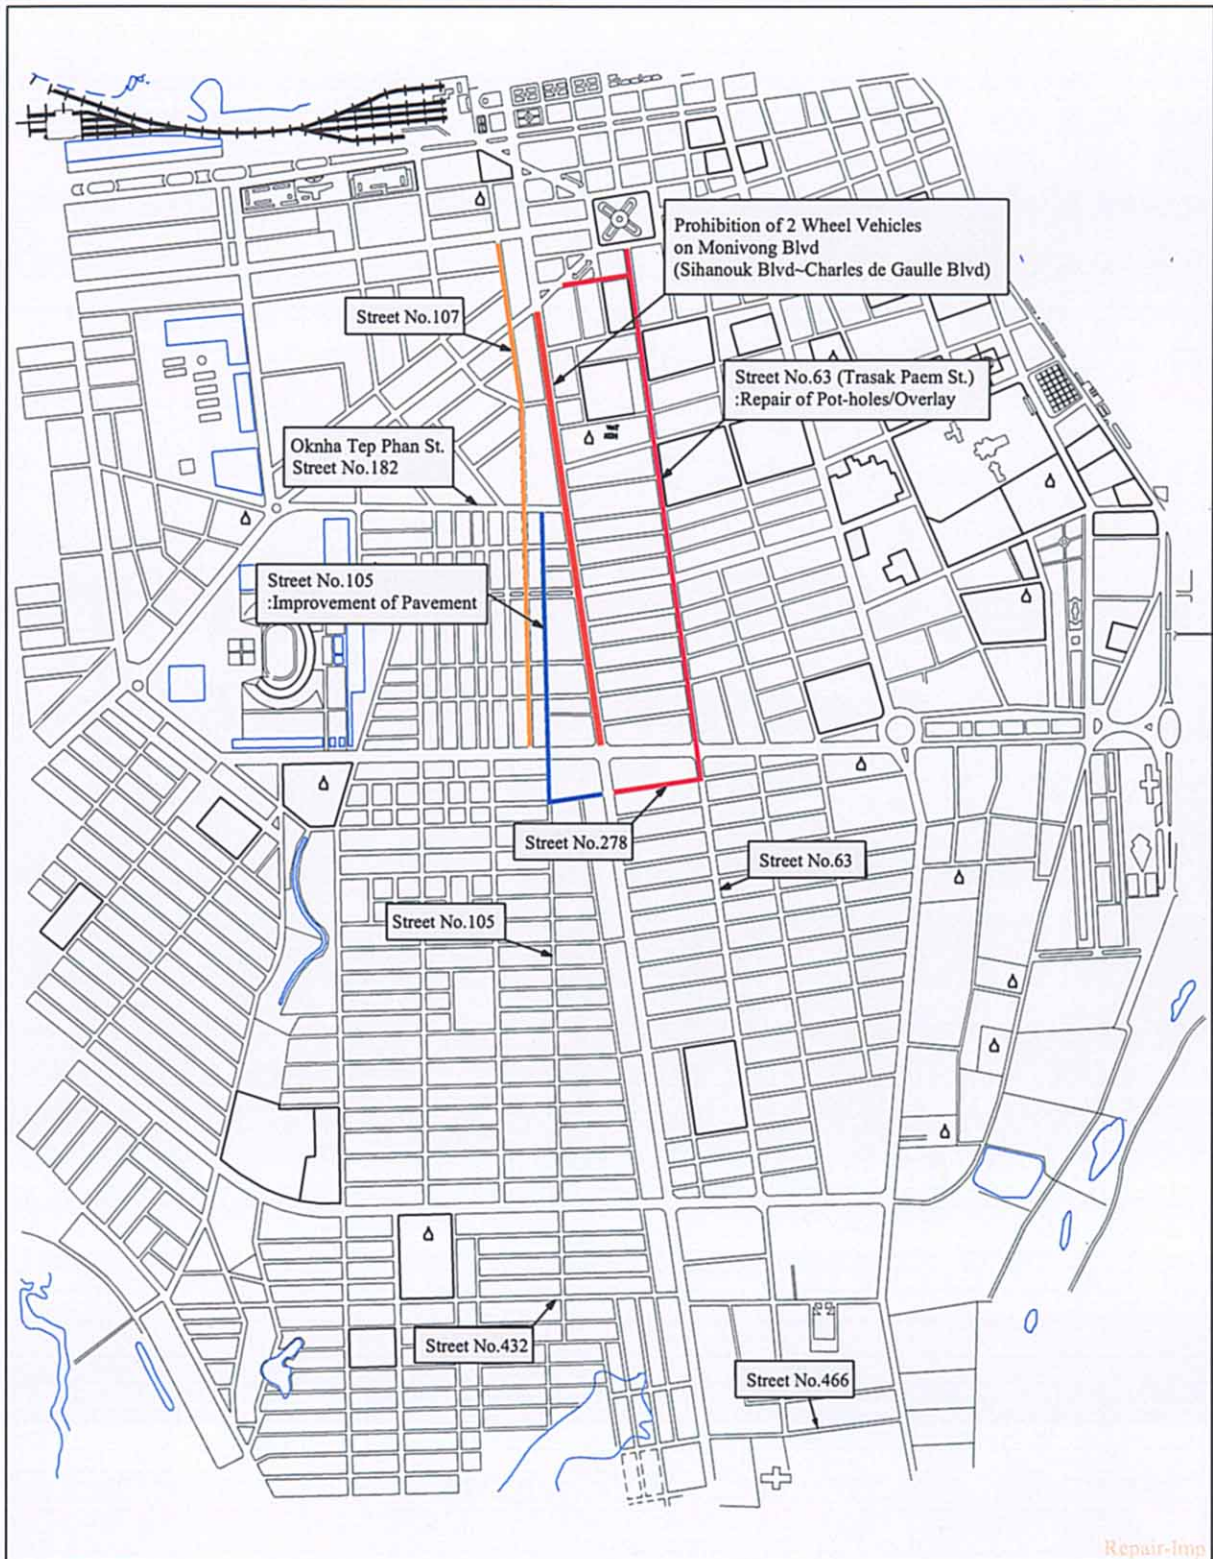 Prohibition of 2 Wheel Vehicles
on Monivong Blvd
(Sihanouk Blvd~Charles de Gaulle Blvd)
Street No.107
Street No.63 (Trasak Paem St.)
:Repair of Pot-holes/Overlay
Oknha Tep Phan St.
Street No.182
Street No.105
:Improvement of Pavement
Street No.278
Street No.63
Street No.105
Street No.432
Street No.466
Repair-Imp